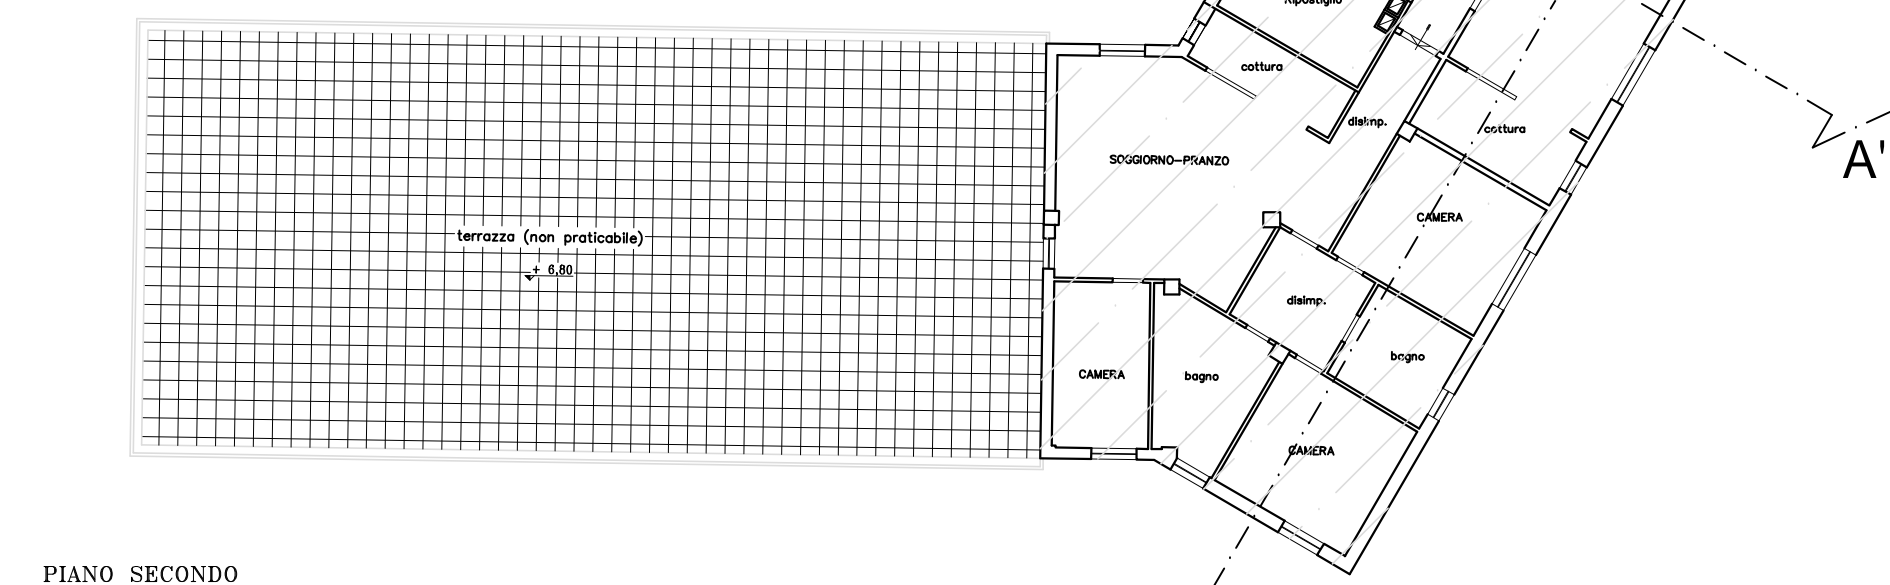 Ripostiglio
cottura
disimp.
cottura
A'
SOGGIORNO-PRANZO
CAMERA
terrazza (non praticabile)
+ 6,80
disimp.
bagno
CAMERA
bagno
CAMERA
PIANO SECONDO